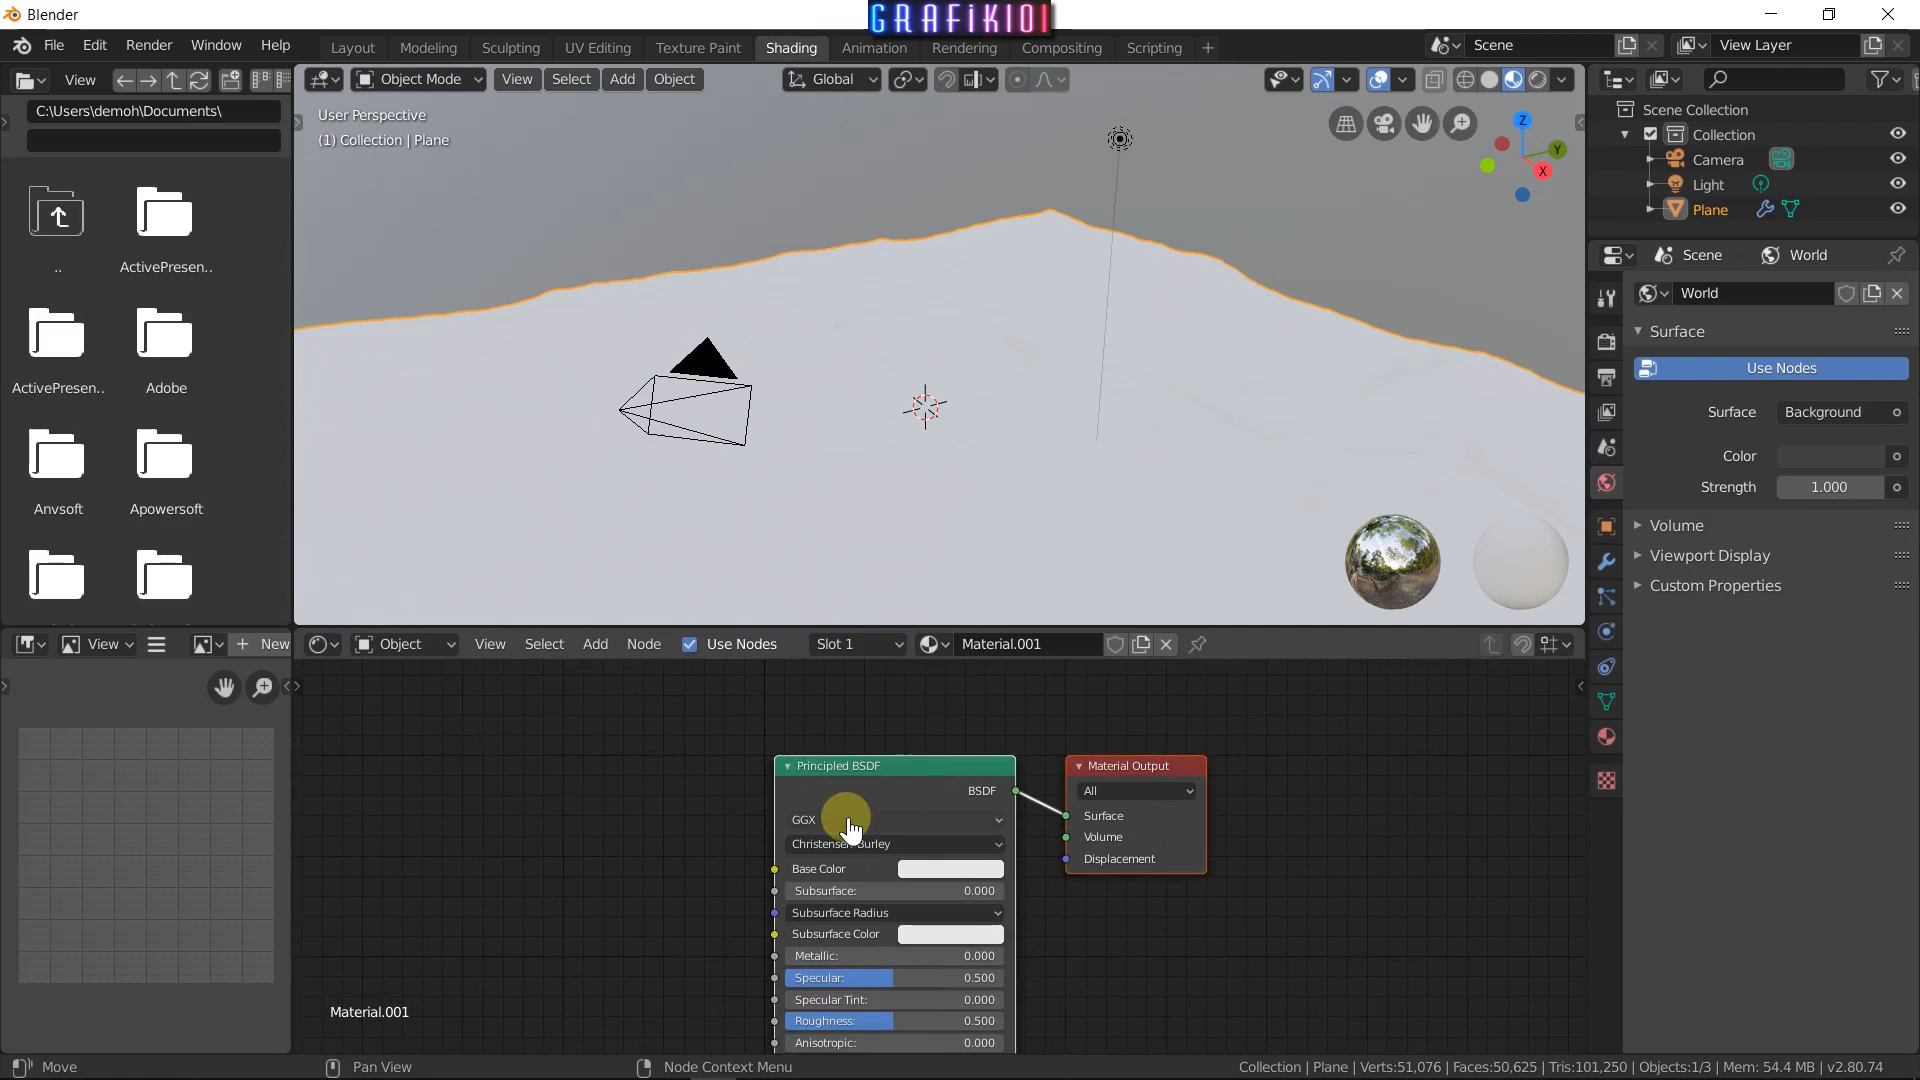 Blender
GRAFiK101
File Edit Render Window Help
Layout Modeling Sculpting UV Editing Texture Paint Shading Animation Rendering Compositing Scripting +
Scene
View Layer
View
Object Mode View Select Add Object
Global
C:\Users\demoh\Documents\
User Perspective
(1) Collection | Plane
Z
Y
X
Scene Collection
Collection
Camera
Light
Plane
..
ActivePresen..
ActivePresen..
Adobe
Anvsoft
Apowersoft
Scene World
World
Surface
Use Nodes
Surface Background
Color
Strength 1.000
Volume
Viewport Display
Custom Properties
View
New
Object View Select Add Node Use Nodes Slot 1 Material.001
Principled BSDF
BSDF
GGX
Christensen-Burley
Base Color
Subsurface: 0.000
Subsurface Radius
Subsurface Color
Metallic: 0.000
Specular: 0.500
Specular Tint: 0.000
Roughness: 0.500
Anisotropic: 0.000
Material Output
All
Surface
Volume
Displacement
Material.001
Move
Pan View
Node Context Menu
Collection | Plane | Verts:51,076 | Faces:50,625 | Tris:101,250 | Objects:1/3 | Mem: 54.4 MB | v2.80.74